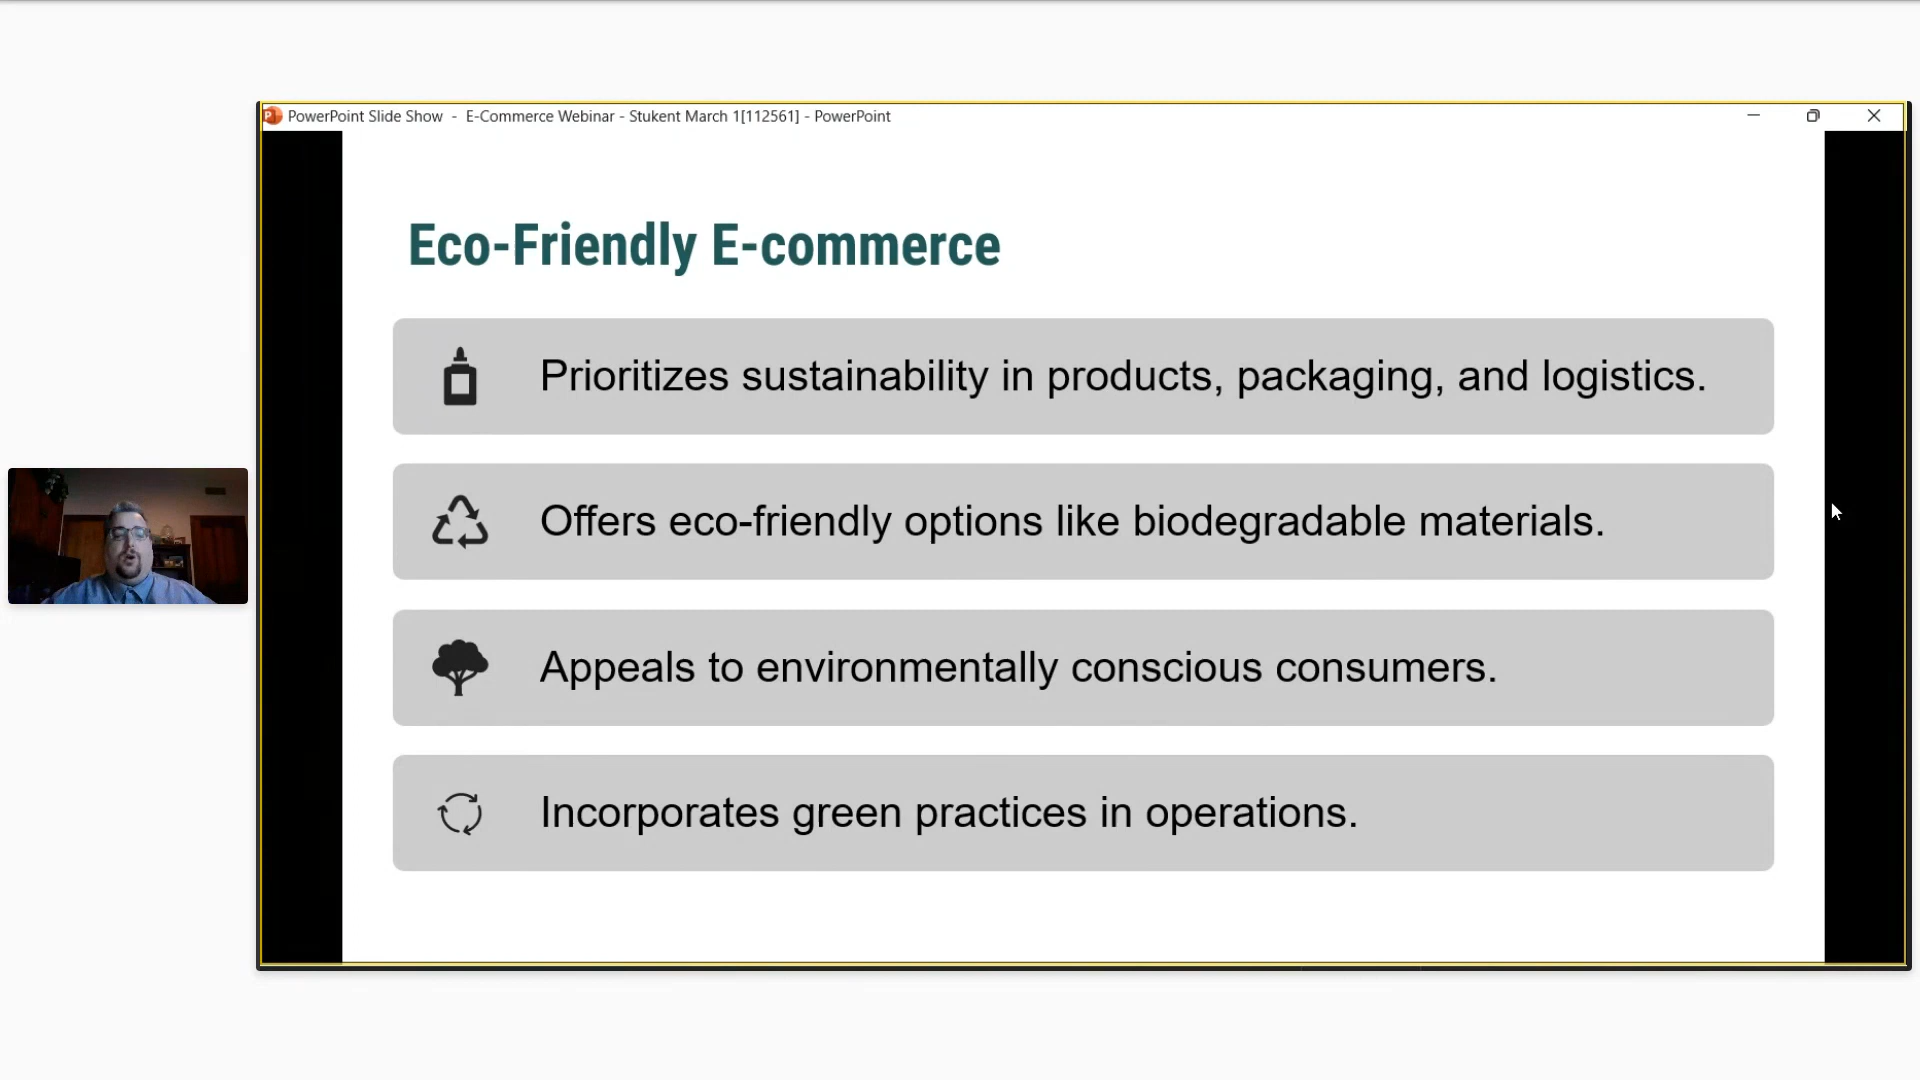 PowerPoint Slide Show - E-Commerce Webinar - Stukent March 1[112561] - PowerPoint
Eco-Friendly E-commerce
Prioritizes sustainability in products, packaging, and logistics.
Offers eco-friendly options like biodegradable materials.
Appeals to environmentally conscious consumers.
Incorporates green practices in operations.